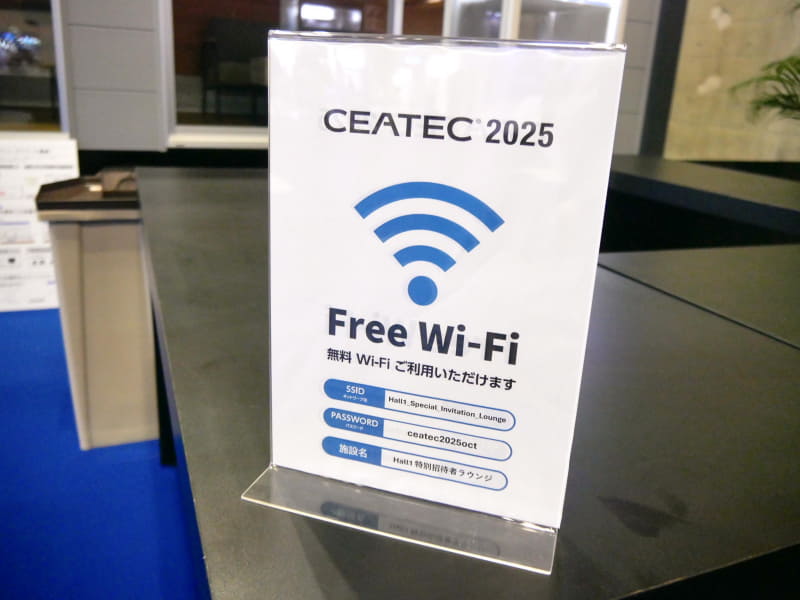 CEATEC® 2025
Free Wi-Fi
無料 Wi-Fi ご利用いただけます
SSID Hall1_Special_Invitation_Lounge
ネットワーク名
PASSWORD ceatec2025oct
パスワード
施設名 Hall1 特別招待者ラウンジ